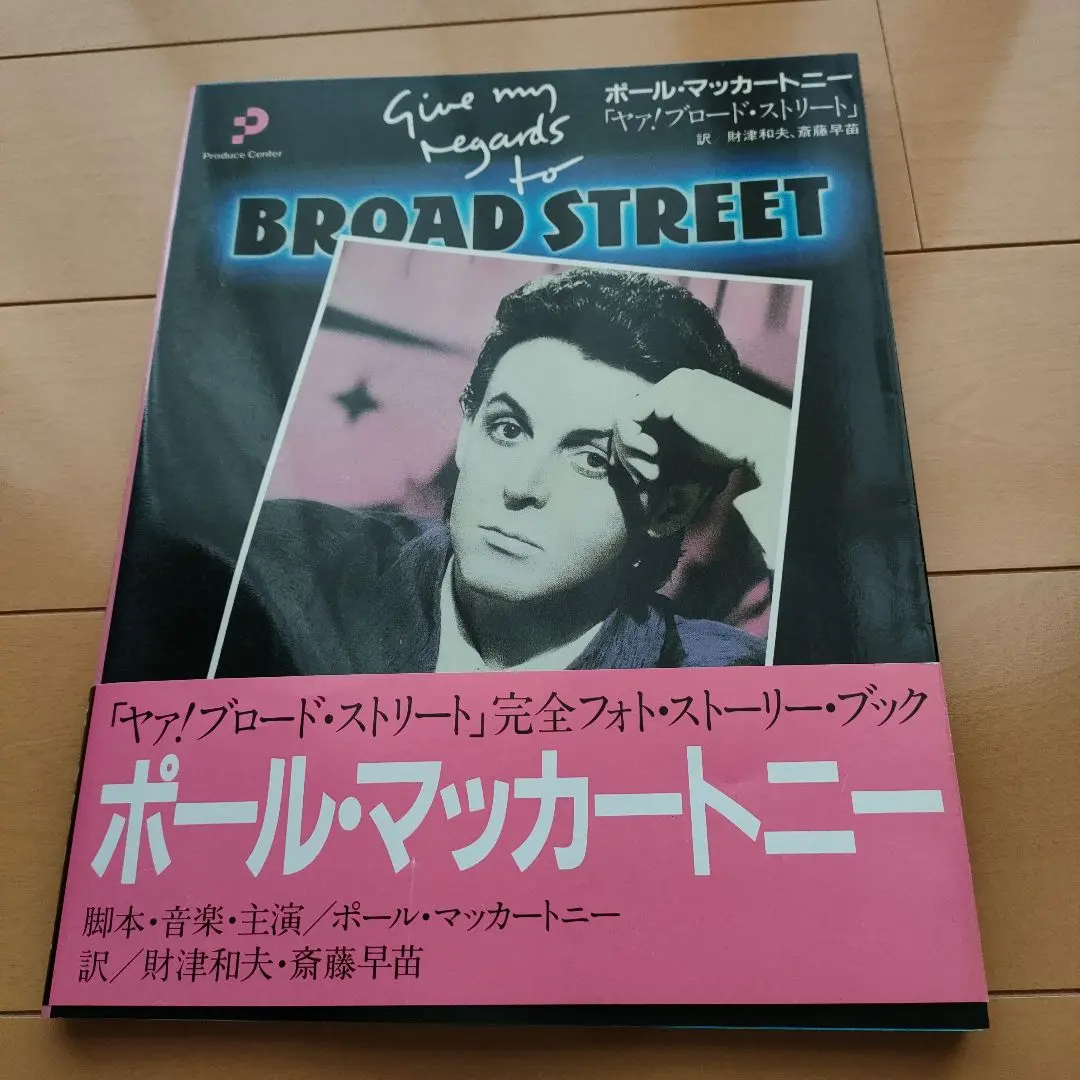 Produce Center
Give my
regards
to
BROAD STREET
ポール・マッカートニー
「ヤァ!ブロード・ストリート」
訳/財津和夫、斎藤早苗
「ヤァ!ブロード・ストリート」完全フォト・ストーリー・ブック
ポール・マッカートニー
脚本・音楽・主演/ポール・マッカートニー
訳/財津和夫・斎藤早苗